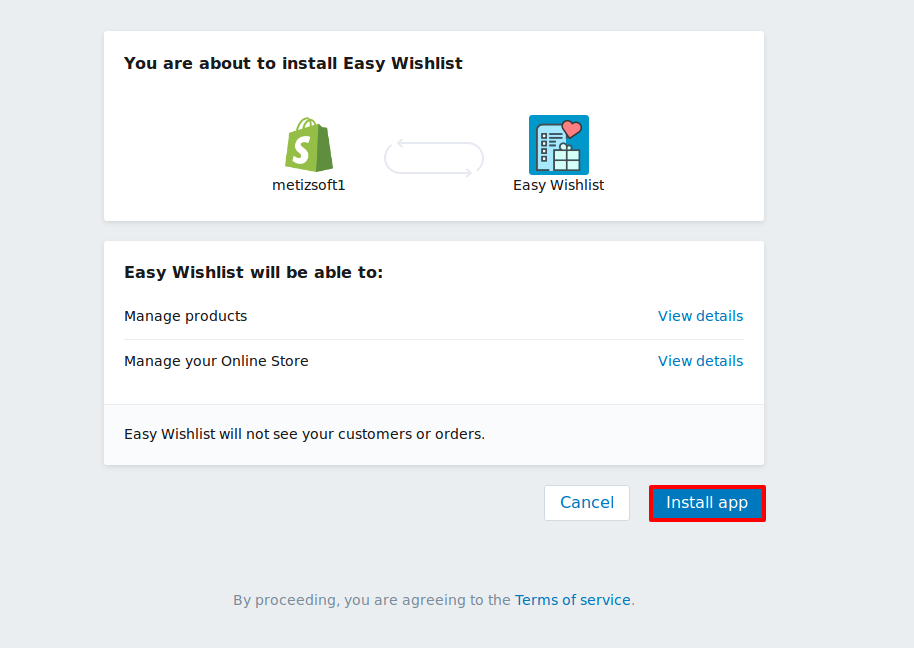 You are about to install Easy Wishlist
metizsoft1
Easy Wishlist
Easy Wishlist will be able to:
Manage products
View details
Manage your Online Store
View details
Easy Wishlist will not see your customers or orders.
Cancel
Install app
By proceeding, you are agreeing to the Terms of service.